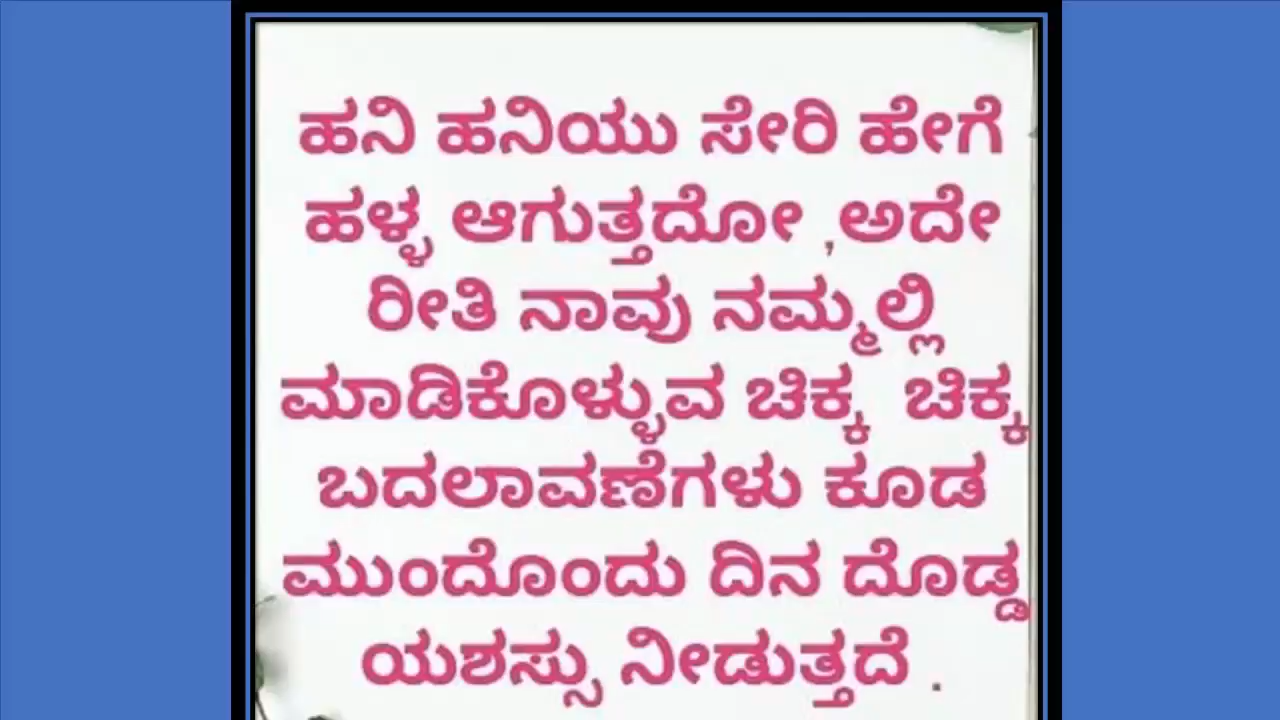 ಹನಿ ಹನಿಯು ಸೇರಿ ಹೇಗೆ
ಹಳ್ಳ ಆಗುತ್ತದೋ ,ಅದೇ
ರೀತಿ ನಾವು ನಮ್ಮಲ್ಲಿ
ಮಾಡಿಕೊಳ್ಳುವ ಚಿಕ್ಕ ಚಿಕ್ಕ
ಬದಲಾವಣೆಗಳು ಕೂಡ
ಮುಂದೊಂದು ದಿನ ದೊಡ್ಡ
ಯಶಸ್ಸು ನೀಡುತ್ತದೆ .